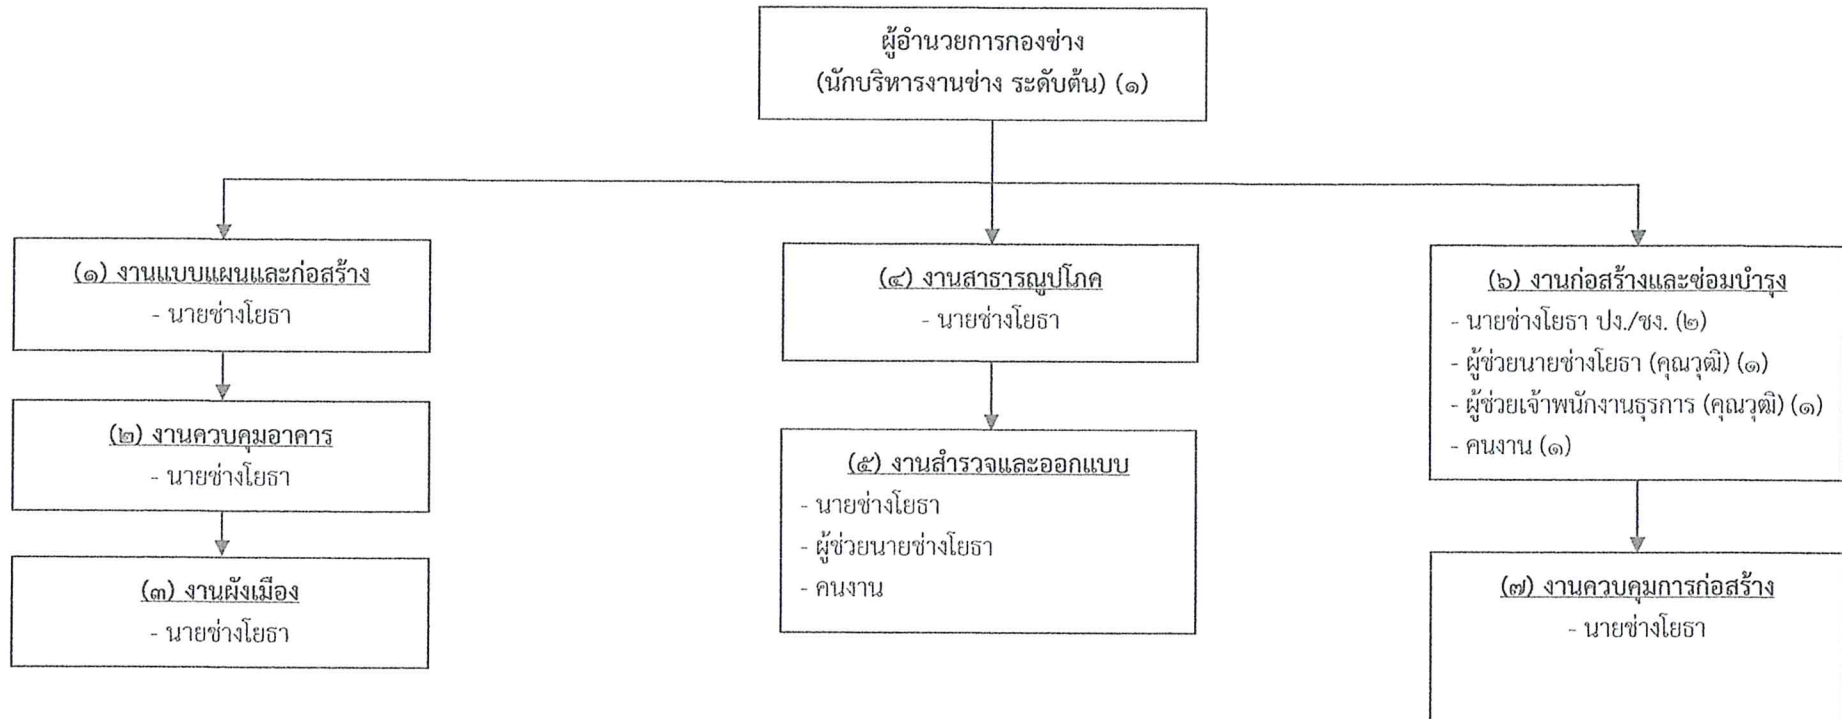 ผู้อำนวยการกองช่าง
(นักบริหารงานช่าง ระดับต้น) (๑)
(๑) งานแบบแผนและก่อสร้าง
- นายช่างโยธา
(๒) งานควบคุมอาคาร
- นายช่างโยธา
(๓) งานผังเมือง
- นายช่างโยธา
(๔) งานสาธารณูปโภค
- นายช่างโยธา
(๕) งานสำรวจและออกแบบ
- นายช่างโยธา
- ผู้ช่วยนายช่างโยธา
- คนงาน
(๖) งานก่อสร้างและซ่อมบำรุง
- นายช่างโยธา ปง./ชง. (๒)
- ผู้ช่วยนายช่างโยธา (คุณวุฒิ) (๑)
- ผู้ช่วยเจ้าพนักงานธุรการ (คุณวุฒิ) (๑)
- คนงาน (๑)
(๗) งานควบคุมการก่อสร้าง
- นายช่างโยธา